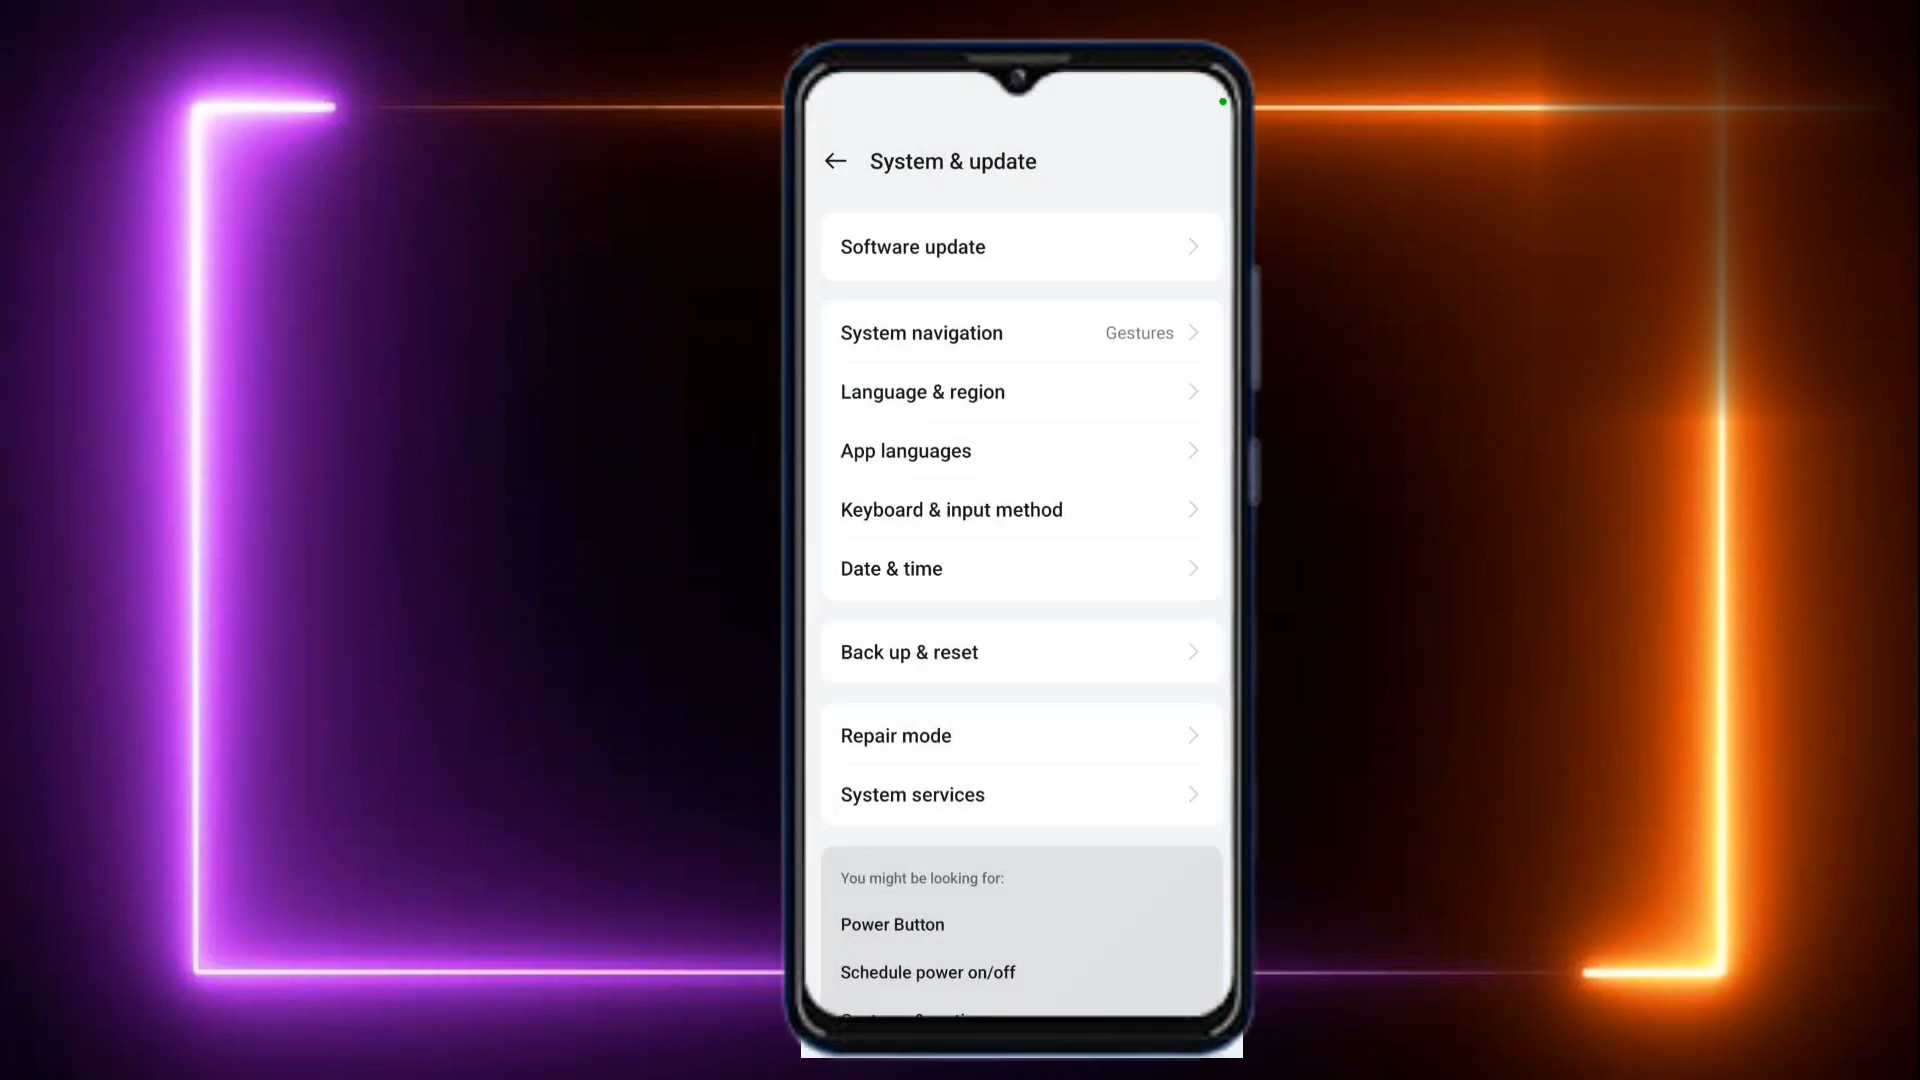 System & update
Software update
System navigation Gestures
Language & region
App languages
Keyboard & input method
Date & time
Back up & reset
Repair mode
System services
You might be looking for:
Power Button
Schedule power on/off